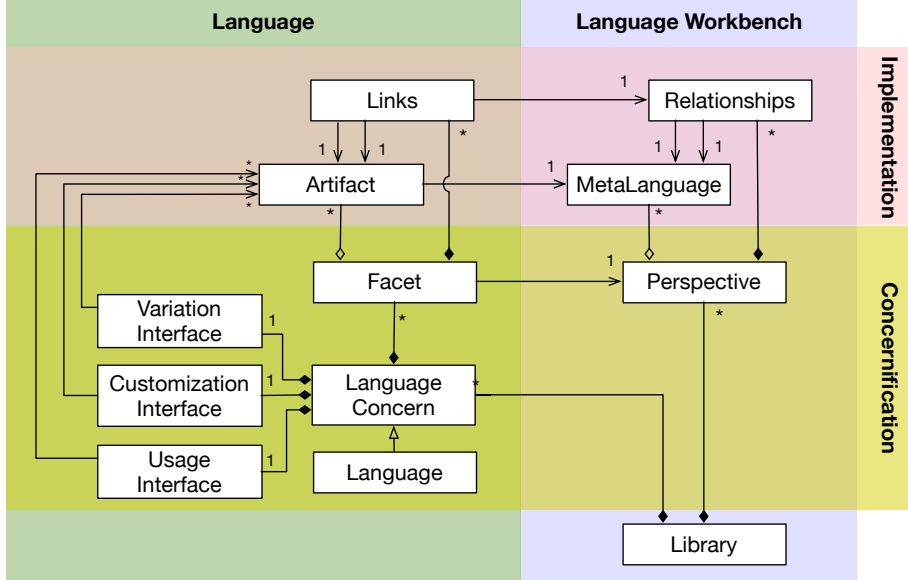 Language
Language Workbench
Implementation
Concernification
Links
1
Relationships
*
*
1
1
1
1
*
*
*
Artifact
1
MetaLanguage
*
*
Facet
1
Perspective
*
*
Variation
Interface
1
Customization
Interface
1
Language
Concern
*
Usage
Interface
1
Language
Library